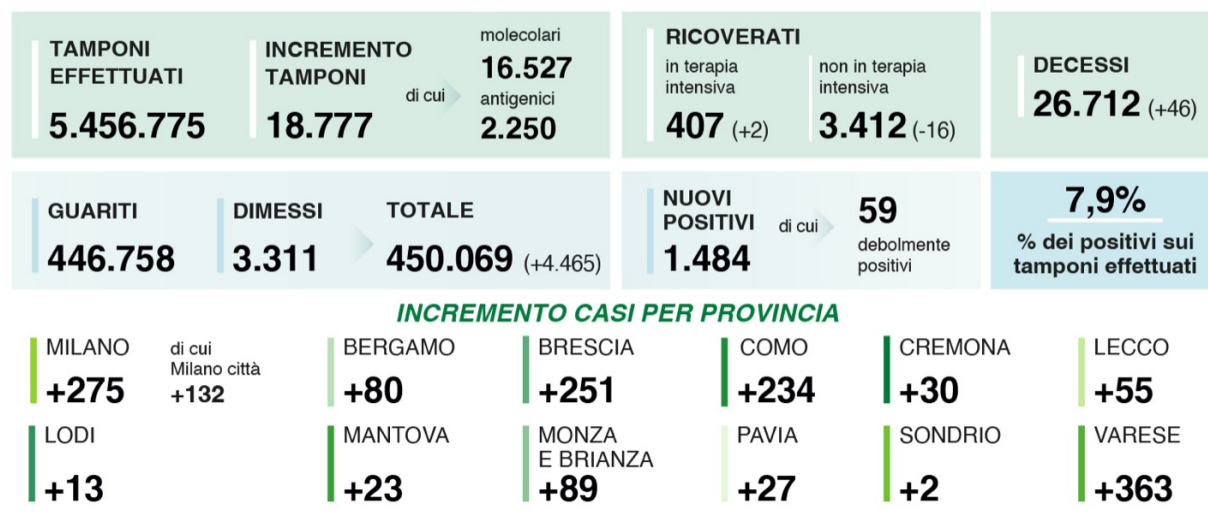 TAMPONI
EFFETTUATI
5.456.775
INCREMENTO
TAMPONI
18.777
di cui
molecolari
16.527
antigenici
2.250
RICOVERATI
in terapia
intensiva
407 (+2)
non in terapia
intensiva
3.412 (-16)
DECESSI
26.712 (+46)
GUARITI
446.758
DIMESSI
3.311
TOTALE
450.069 (+4.465)
NUOVI
POSITIVI
1.484
di cui
59
debolmente
positivi
7,9%
% dei positivi sui
tamponi effettuati
INCREMENTO CASI PER PROVINCIA
MILANO
+275
di cui
Milano città
+132
BERGAMO
+80
BRESCIA
+251
COMO
+234
CREMONA
+30
LECCO
+55
LODI
+13
MANTOVA
+23
MONZA
E BRIANZA
+89
PAVIA
+27
SONDRIO
+2
VARESE
+363